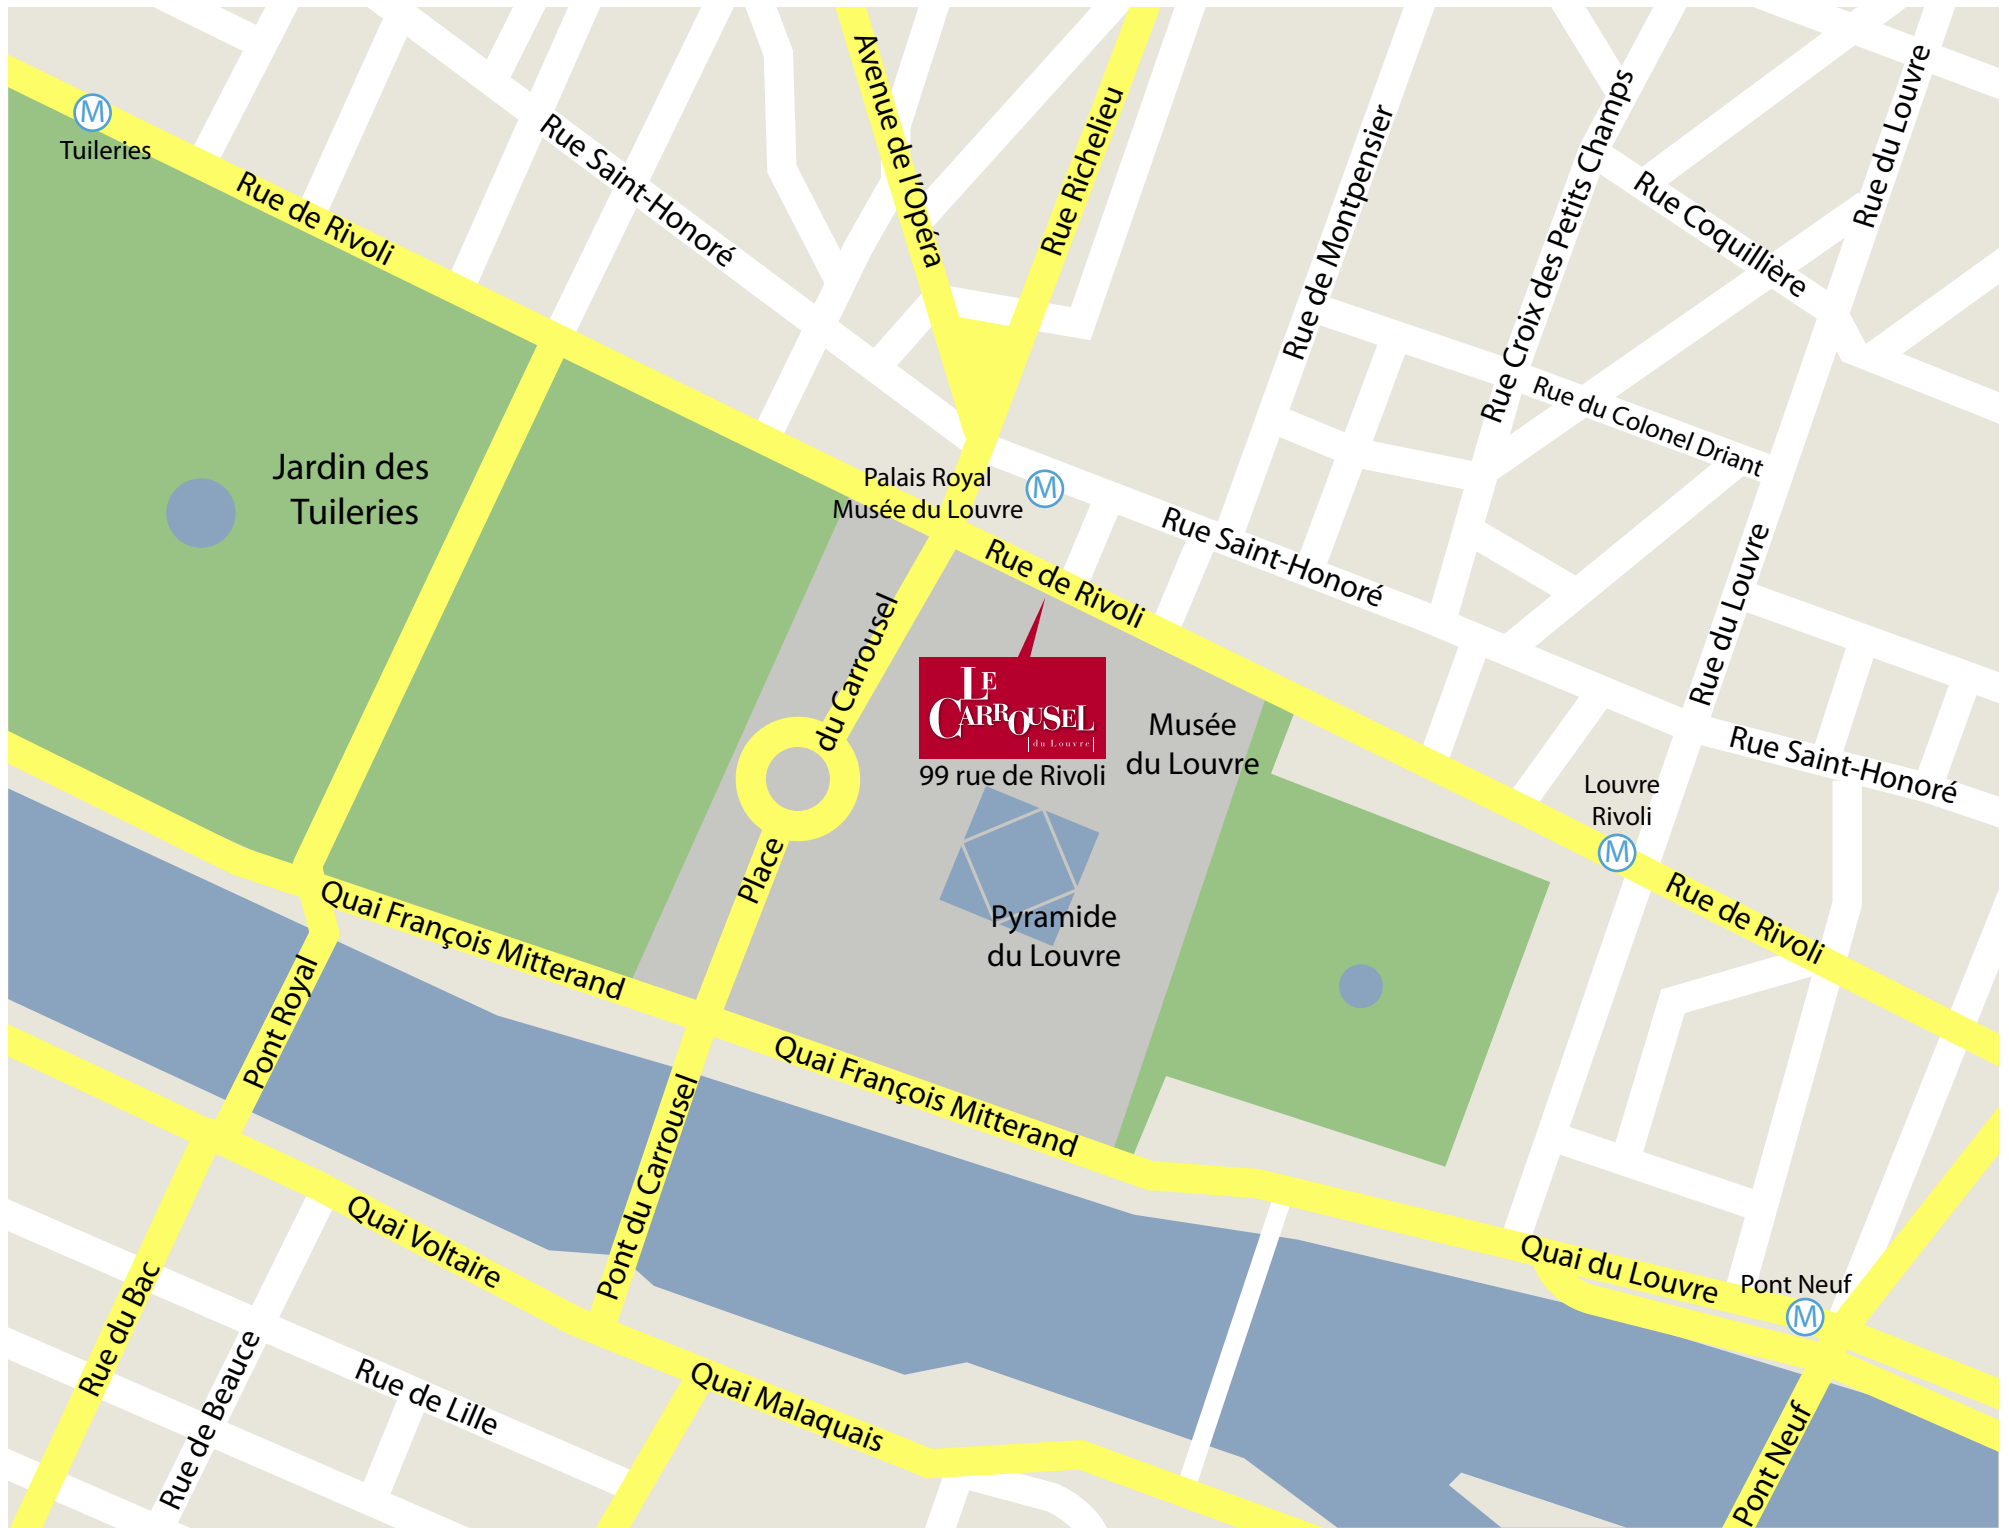 Avenue de l'Opéra
Rue Richelieu
Rue du Louvre
Rue Croix des Petits Champs
Rue de Montpensier
M
Tuileries
Rue Saint-Honoré
Rue de Rivoli
Rue Coquillière
Rue du Colonel Driant
Jardin des
Tuileries
Palais Royal
Musée du Louvre
M
Rue Saint-Honoré
Rue de Rivoli
Rue du Louvre
du Carrousel
LE
CARROUSEL
du Louvre
99 rue de Rivoli
Musée
du Louvre
Rue Saint-Honoré
Louvre
Rivoli
M
Place
Pyramide
du Louvre
Rue de Rivoli
Quai François Mitterand
Pont Royal
Quai François Mitterand
Pont du Carrousel
Quai Voltaire
Quai du Louvre
Pont Neuf
M
Rue du Bac
Rue de Beauce
Rue de Lille
Quai Malaquais
Pont Neuf